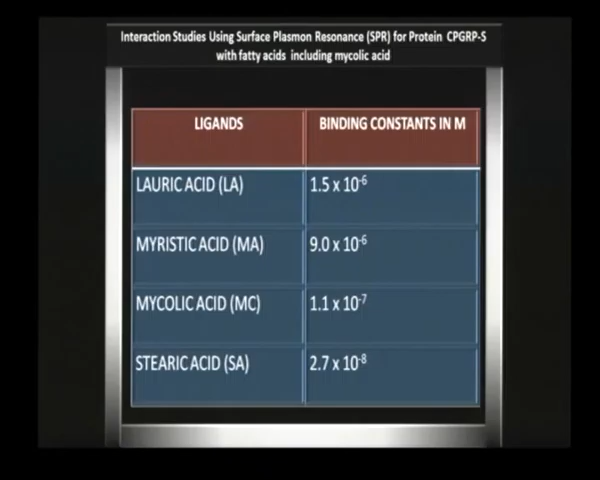 Interaction Studies Using Surface Plasmon Resonance (SPR) for Protein CPGRP-S
with fatty acids including mycolic acid
LIGANDS BINDING CONSTANTS IN M
LAURIC ACID (LA) 1.5 x 10⁻⁶
MYRISTIC ACID (MA) 9.0 x 10⁻⁶
MYCOLIC ACID (MC) 1.1 x 10⁻⁷
STEARIC ACID (SA) 2.7 x 10⁻⁸